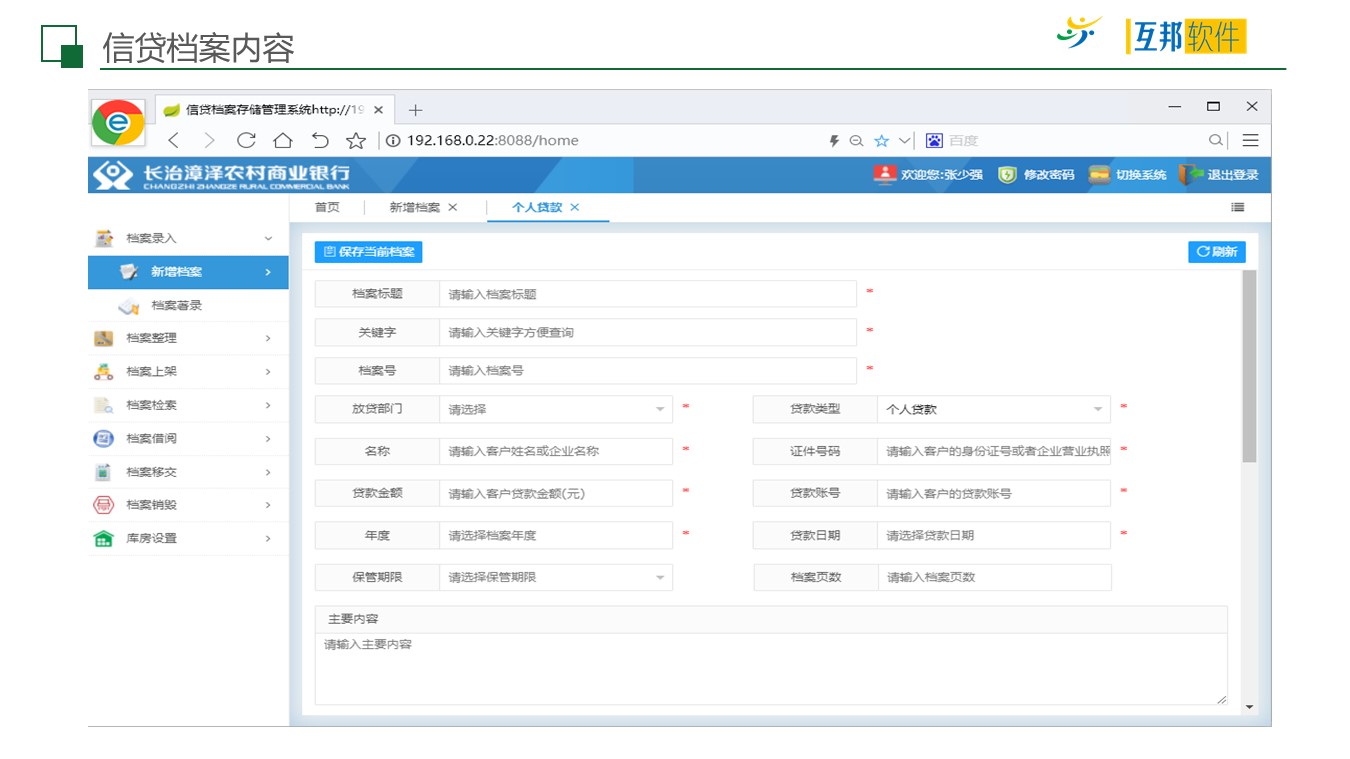 信贷档案内容
互邦软件
信贷档案存储管理系统http://19
192.168.0.22:8088/home
百度
长治漳泽农村商业银行
CHANGZHI ZHANGZE RURAL COMMERCIAL BANK
欢迎您:张少强 修改密码 切换系统 退出登录
首页 新增档案 个人贷款
档案录入
新增档案
档案著录
档案整理
档案上架
档案检索
档案借阅
档案移交
档案销毁
库房设置
保存当前档案 刷新
档案标题 请输入档案标题 *
关键字 请输入关键字方便查询 *
档案号 请输入档案号 *
放贷部门 请选择 * 贷款类型 个人贷款 *
名称 请输入客户姓名或企业名称 * 证件号码 请输入客户的身份证号或者企业营业执照 *
贷款金额 请输入客户贷款金额(元) * 贷款账号 请输入客户的贷款账号 *
年度 请选择档案年度 * 贷款日期 请选择贷款日期 *
保管期限 请选择保管期限 档案页数 请输入档案页数
主要内容
请输入主要内容